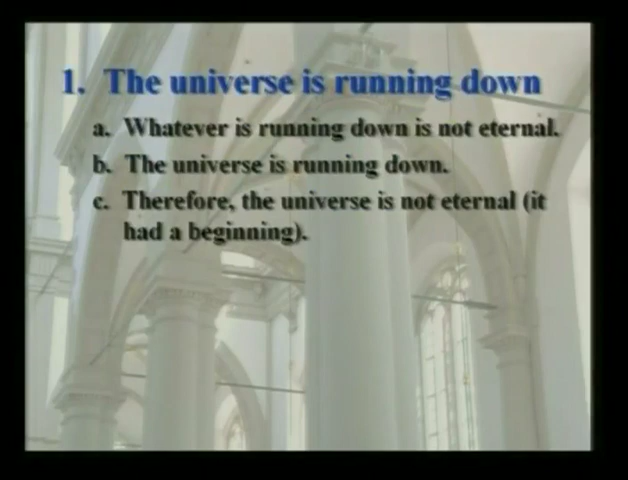 1. The universe is running down
a. Whatever is running down is not eternal.
b. The universe is running down.
c. Therefore, the universe is not eternal (it
had a beginning).